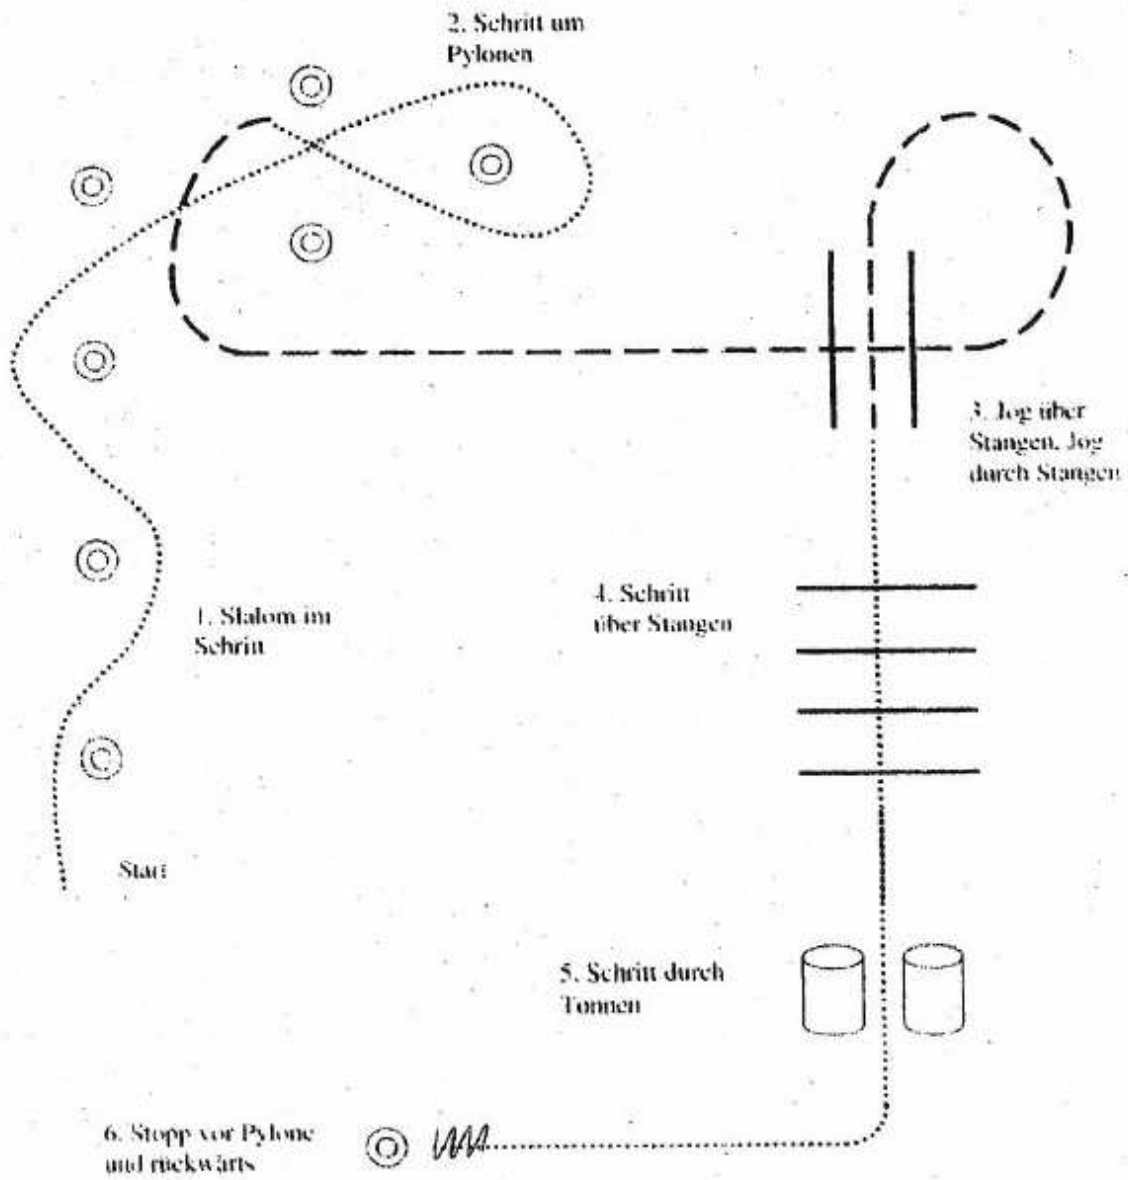 2. Schritt um
Pylonen
3. Jog über
Stangen, Jog
durch Stangen
4. Schritt
über Stangen
1. Slalom im
Schritt
Start
5. Schritt durch
Tonnen
6. Stopp vor Pylone
und rückwärts